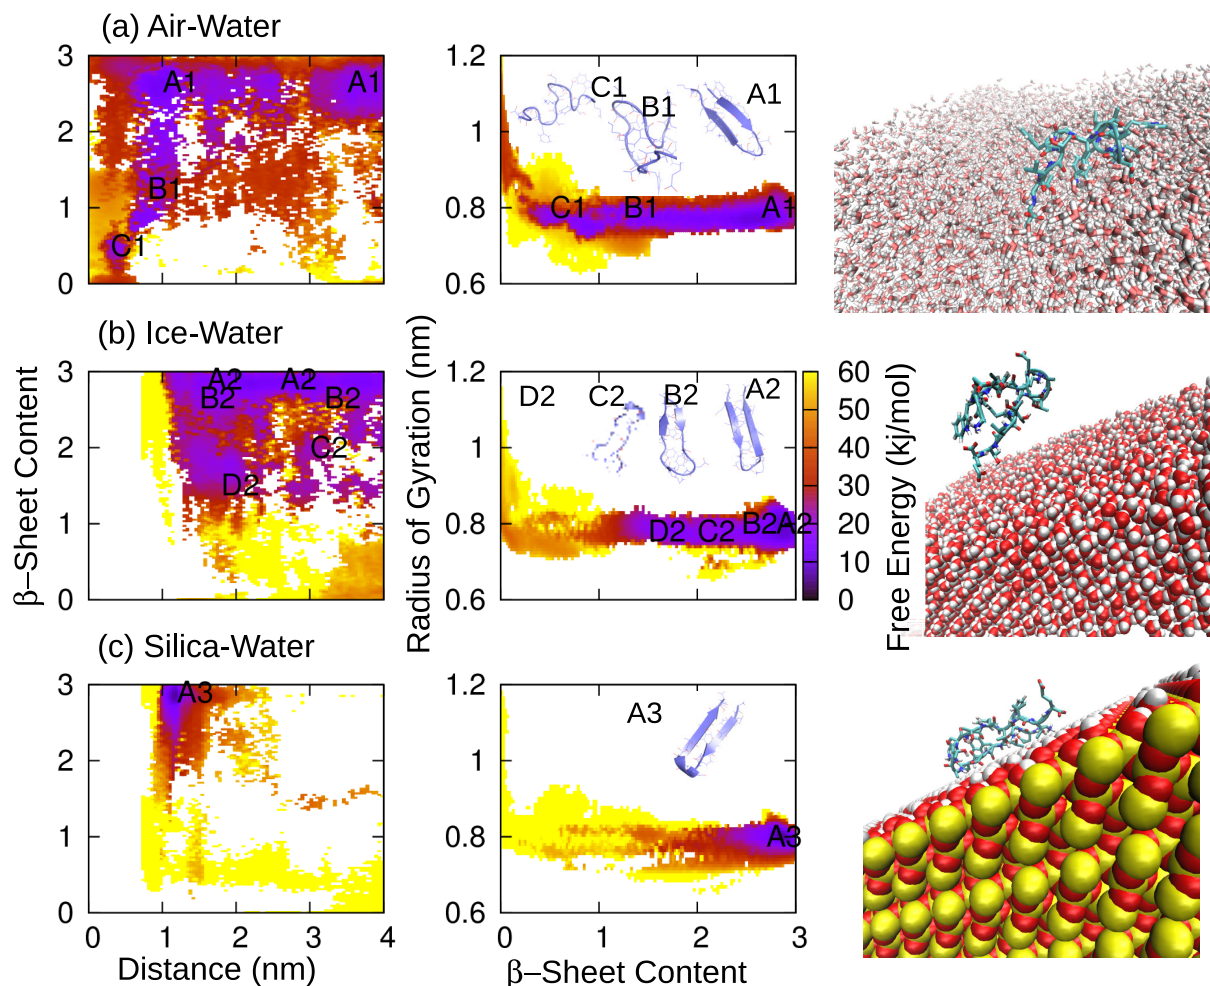 (a) Air-Water
3
2
1
0
A1
A1
B1
C1
1.2
1
0.8
0.6
C1
B1
A1
C1
B1
A1
(b) Ice-Water
β–Sheet Content
3
2
1
0
A2
A2
B2
B2
C2
D2
Radius of Gyration (nm)
1.2
1
0.8
0.6
D2
C2
B2
A2
D2
C2
B2
A2
60
50
40
30
20
10
0
Free Energy (kj/mol)
(c) Silica-Water
3
2
1
0
A3
0
1
2
3
4
Distance (nm)
1.2
1
0.8
0.6
A3
A3
0
1
2
3
β–Sheet Content